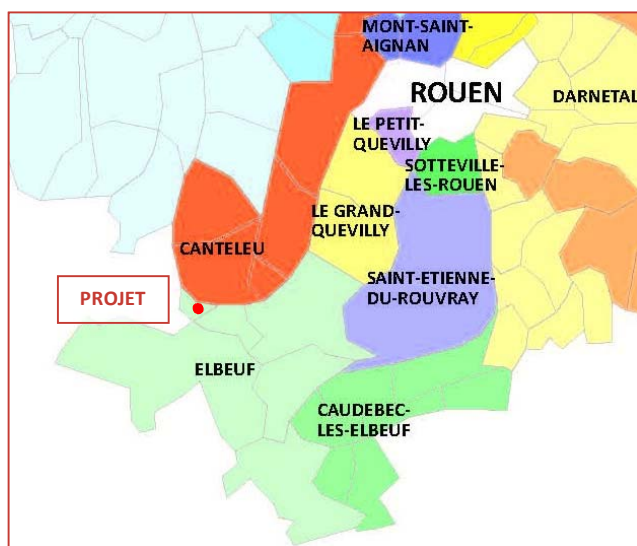 MONT-SAINT-
AIGNAN
ROUEN
DARNETAL
LE PETIT-
QUEVILLY
SOTTEVILLE-
LES-ROUEN
LE GRAND-
QUEVILLY
CANTELEU
SAINT-ETIENNE-
DU-ROUVRAY
PROJET
ELBEUF
CAUDEBEC-
LES-ELBEUF